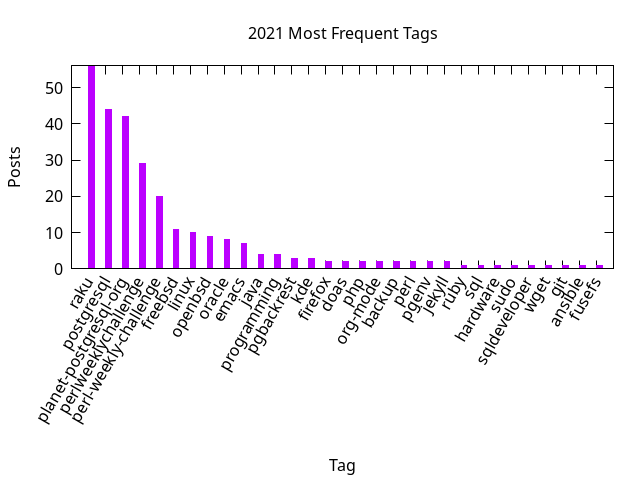 2021 Most Frequent Tags
Posts
50
40
30
20
10
0
raku
postgresql
planet-postgresql-org
perlweeklychallenge
perl-weekly-challenge
freebsd
linux
openbsd
oracle
emacs
java
programming
pgbackrest
kde
firefox
doas
php
org-mode
backup
perl
pgenv
jekyll
ruby
sql
hardware
sudo
sqldeveloper
wget
git
ansible
fusefs
Tag